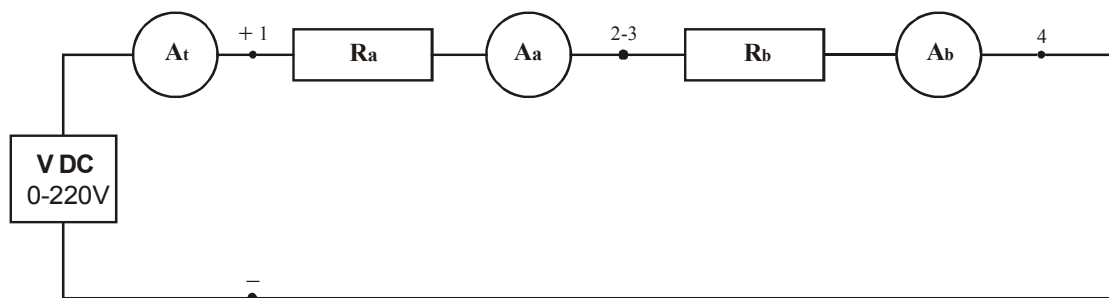 At
+ 1
Ra
Aa
2-3
Rb
Ab
4
V DC
0-220V
–